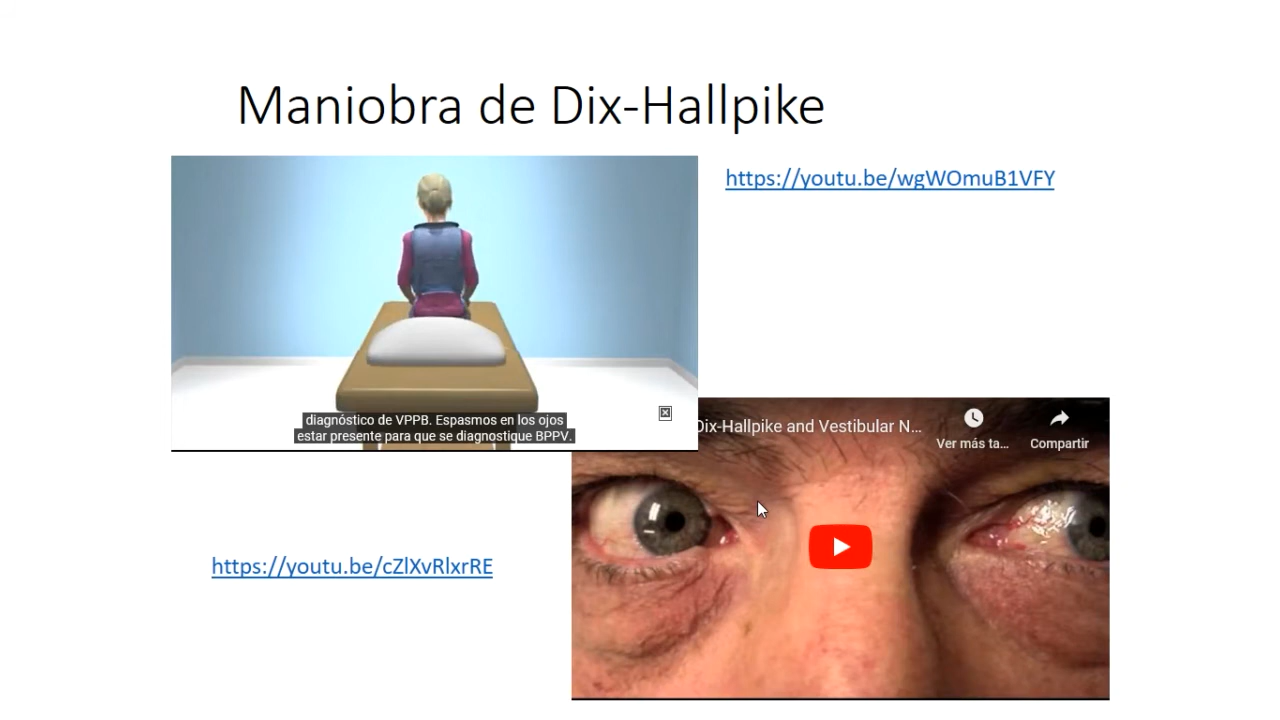 Maniobra de Dix-Hallpike
https://youtu.be/wgWOmuB1VFY
diagnóstico de VPPB. Espasmos en los ojos
estar presente para que se diagnostique BPPV.
Dix-Hallpike and Vestibular N...
Ver más ta...
Compartir
https://youtu.be/cZlXvRlxrRE